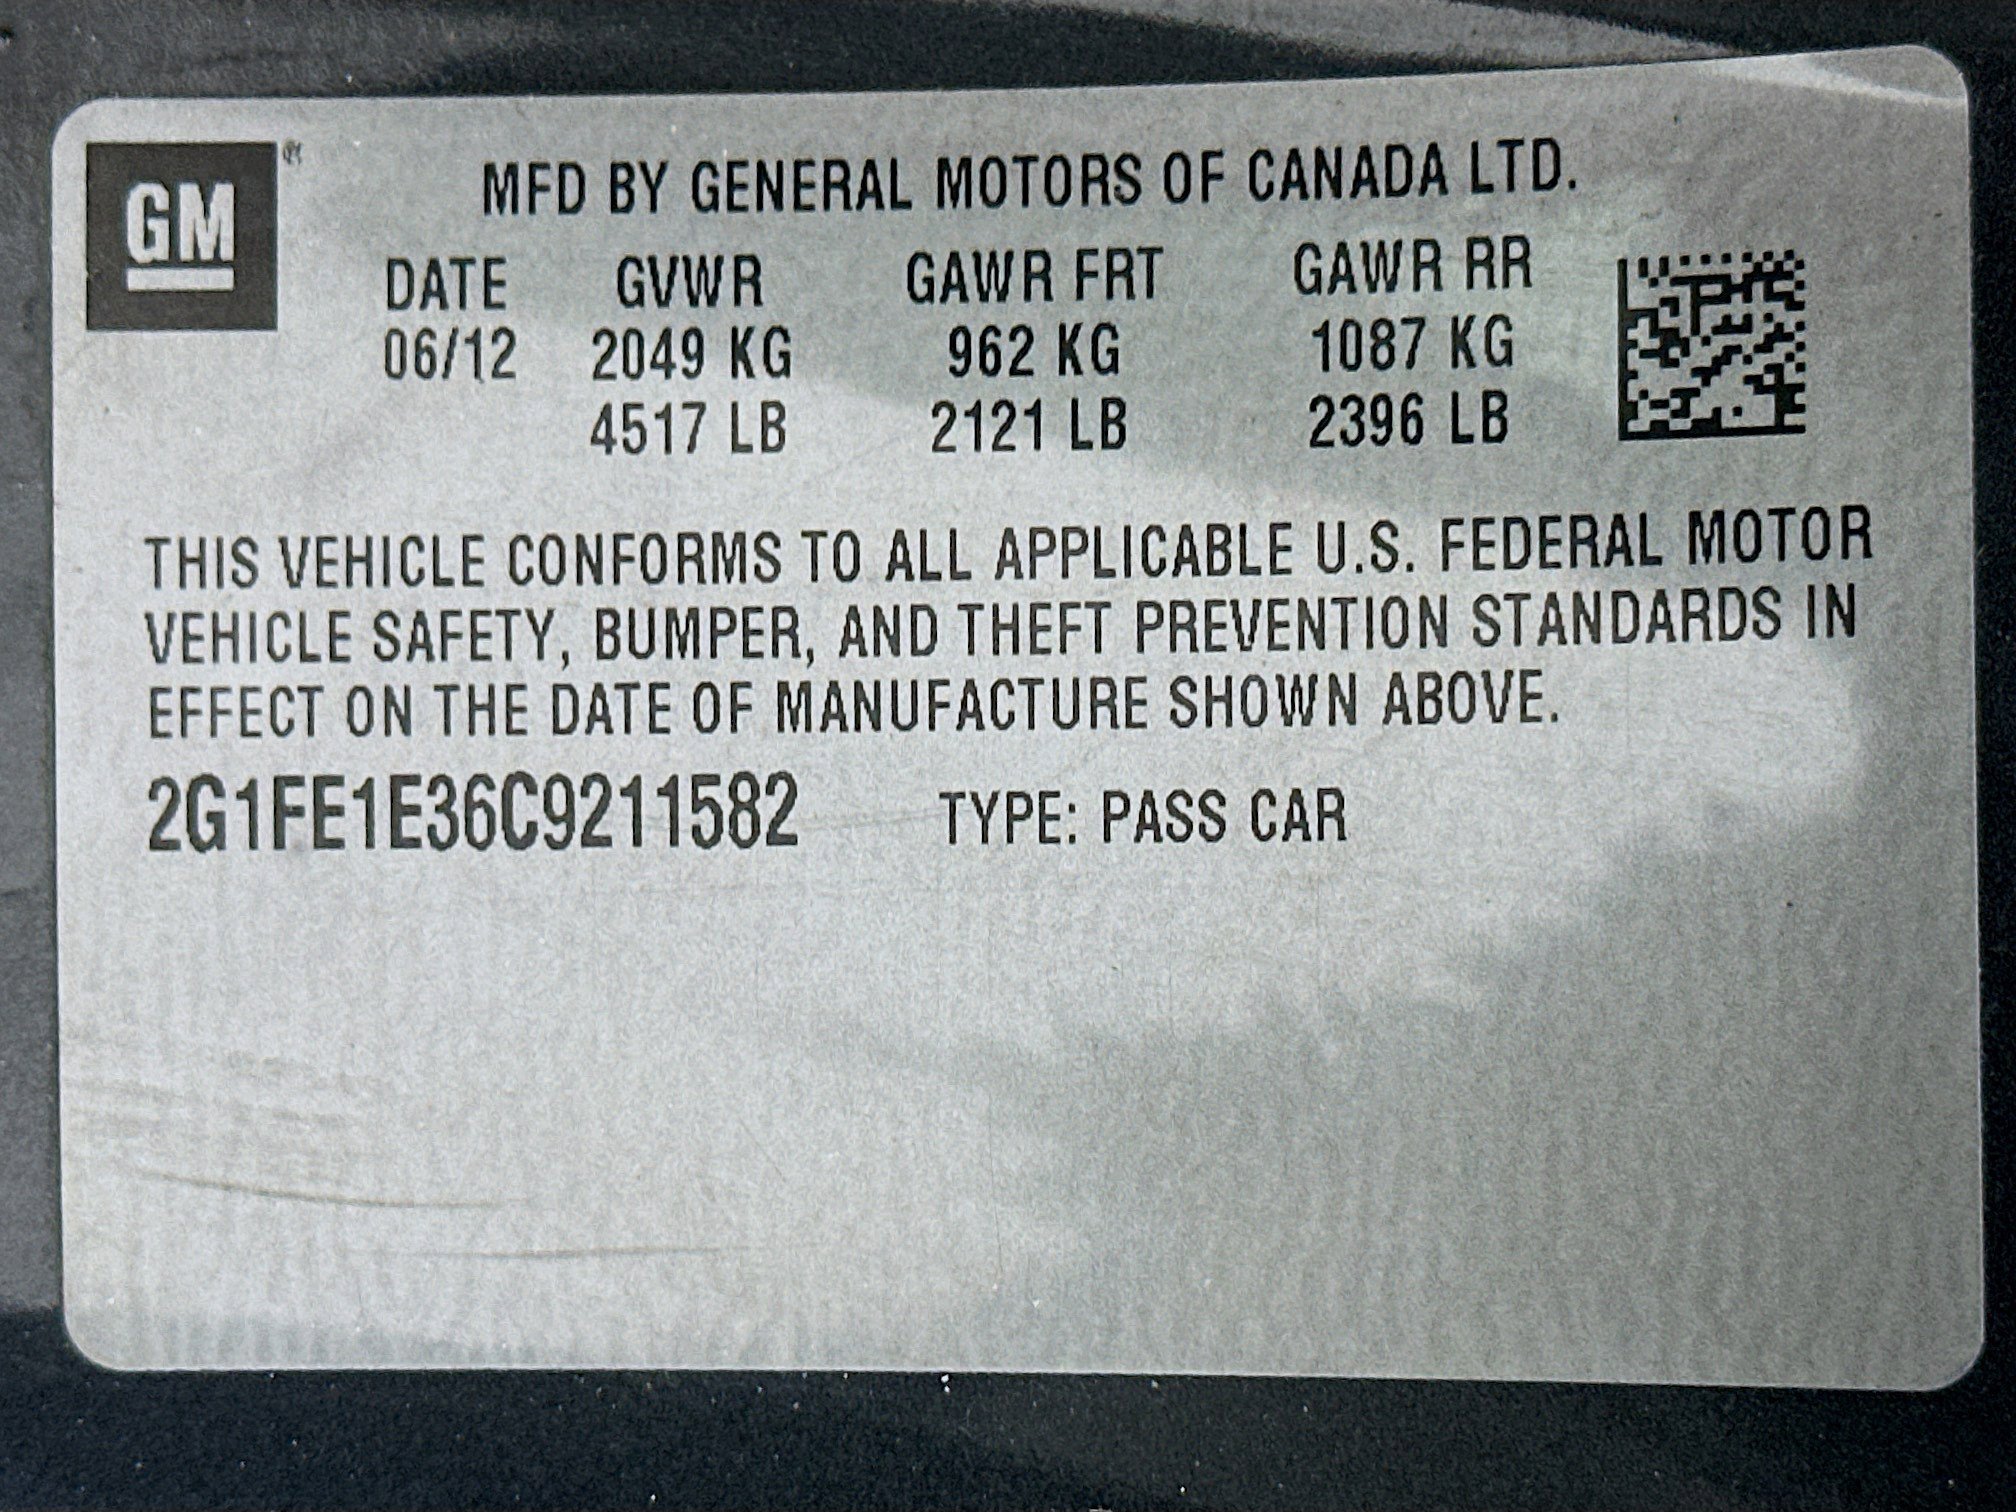 GM
MFD BY GENERAL MOTORS OF CANADA LTD.
DATE GVWR GAWR FRT GAWR RR
06/12 2049 KG 962 KG 1087 KG
4517 LB 2121 LB 2396 LB
THIS VEHICLE CONFORMS TO ALL APPLICABLE U.S. FEDERAL MOTOR
VEHICLE SAFETY, BUMPER, AND THEFT PREVENTION STANDARDS IN
EFFECT ON THE DATE OF MANUFACTURE SHOWN ABOVE.
2G1FE1E36C9211582 TYPE: PASS CAR